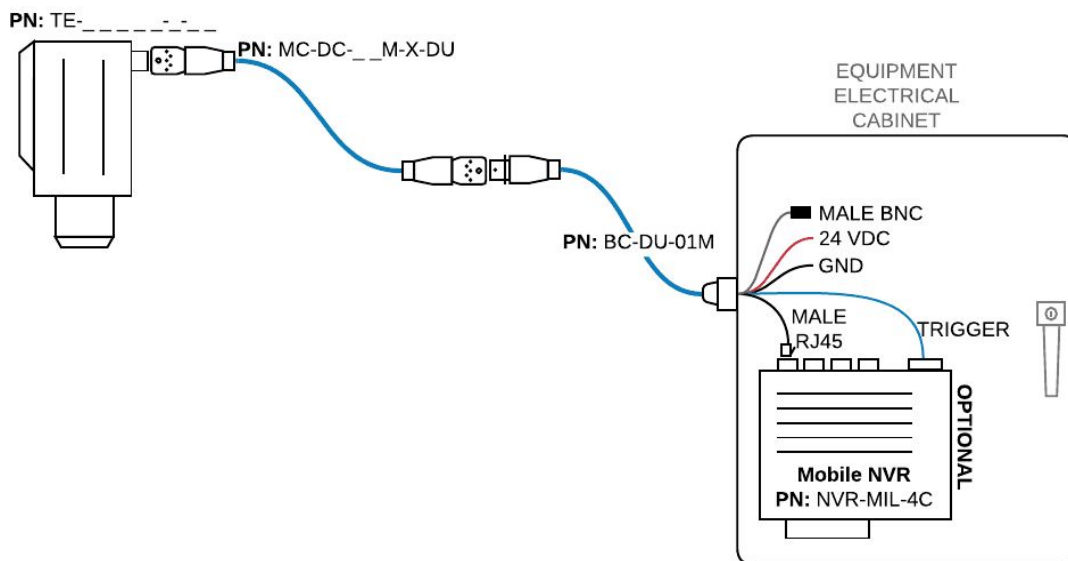 PN: TE-_ _ _ _ _-_-_ _
PN: MC-DC-_ _M-X-DU
EQUIPMENT
ELECTRICAL
CABINET
MALE BNC
24 VDC
PN: BC-DU-01M
GND
MALE
RJ45
TRIGGER
OPTIONAL
Mobile NVR
PN: NVR-MIL-4C